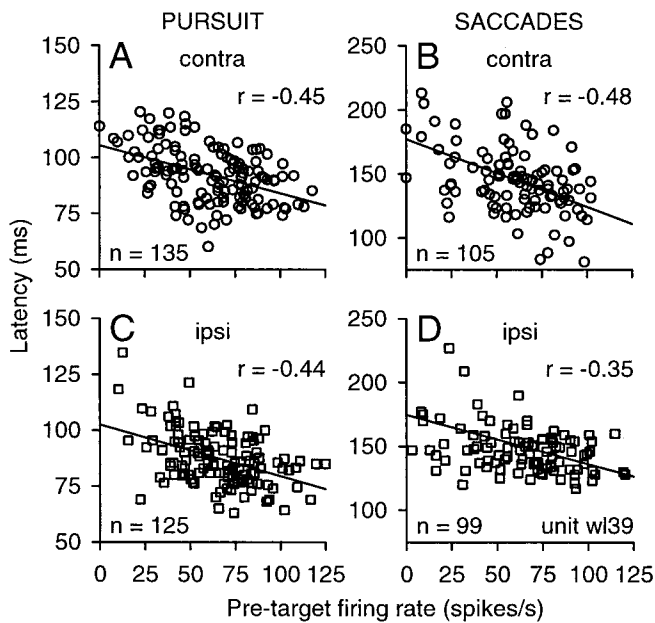 PURSUIT
SACCADES
A
contra
r = -0.45
n = 135
150
125
100
75
50
B
contra
r = -0.48
n = 105
250
200
150
100
Latency (ms)
C
ipsi
r = -0.44
n = 125
150
125
100
75
50
0 25 50 75 100 125
D
ipsi
r = -0.35
n = 99
unit wl39
250
200
150
100
0 25 50 75 100 125
Pre-target firing rate (spikes/s)